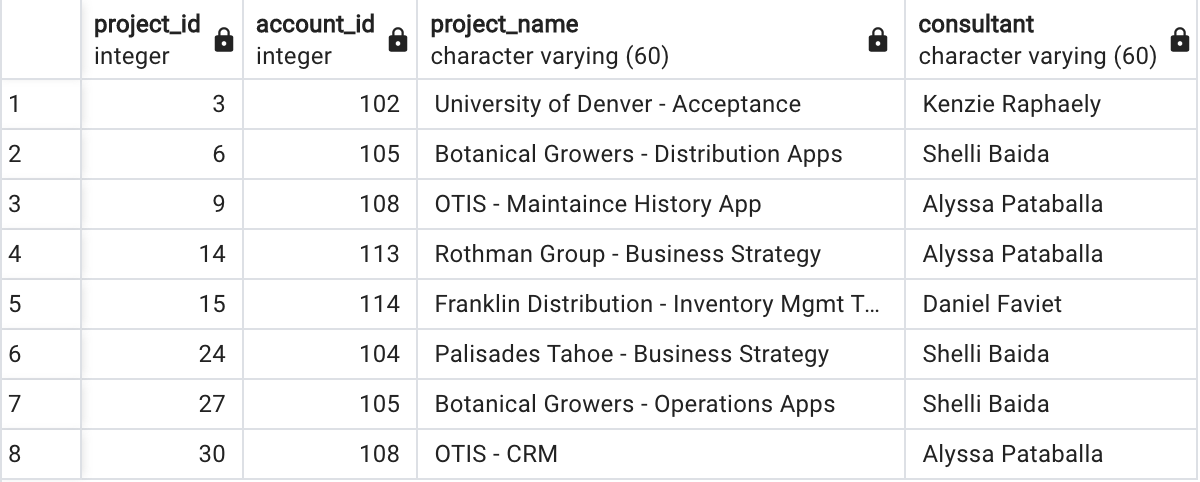 project_id account_id project_name consultant
integer integer character varying (60) character varying (60)
1 3 102 University of Denver - Acceptance Kenzie Raphaely
2 6 105 Botanical Growers - Distribution Apps Shelli Baida
3 9 108 OTIS - Maintaince History App Alyssa Pataballa
4 14 113 Rothman Group - Business Strategy Alyssa Pataballa
5 15 114 Franklin Distribution - Inventory Mgmt T... Daniel Faviet
6 24 104 Palisades Tahoe - Business Strategy Shelli Baida
7 27 105 Botanical Growers - Operations Apps Shelli Baida
8 30 108 OTIS - CRM Alyssa Pataballa